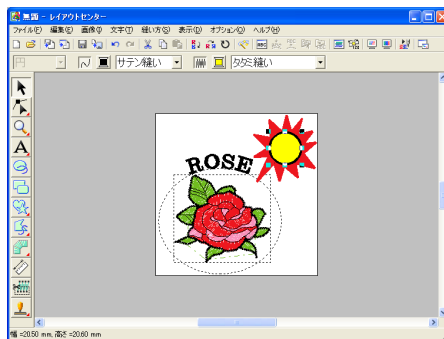 無題 - レイアウトセンター
ファイル(F) 編集(E) 画像(I) 文字(T) 縫い方(S) 表示(D) オプション(O) ヘルプ(H)
円 サテン縫い タタミ縫い
ROSE
幅 =20.50 mm, 高さ =20.60 mm